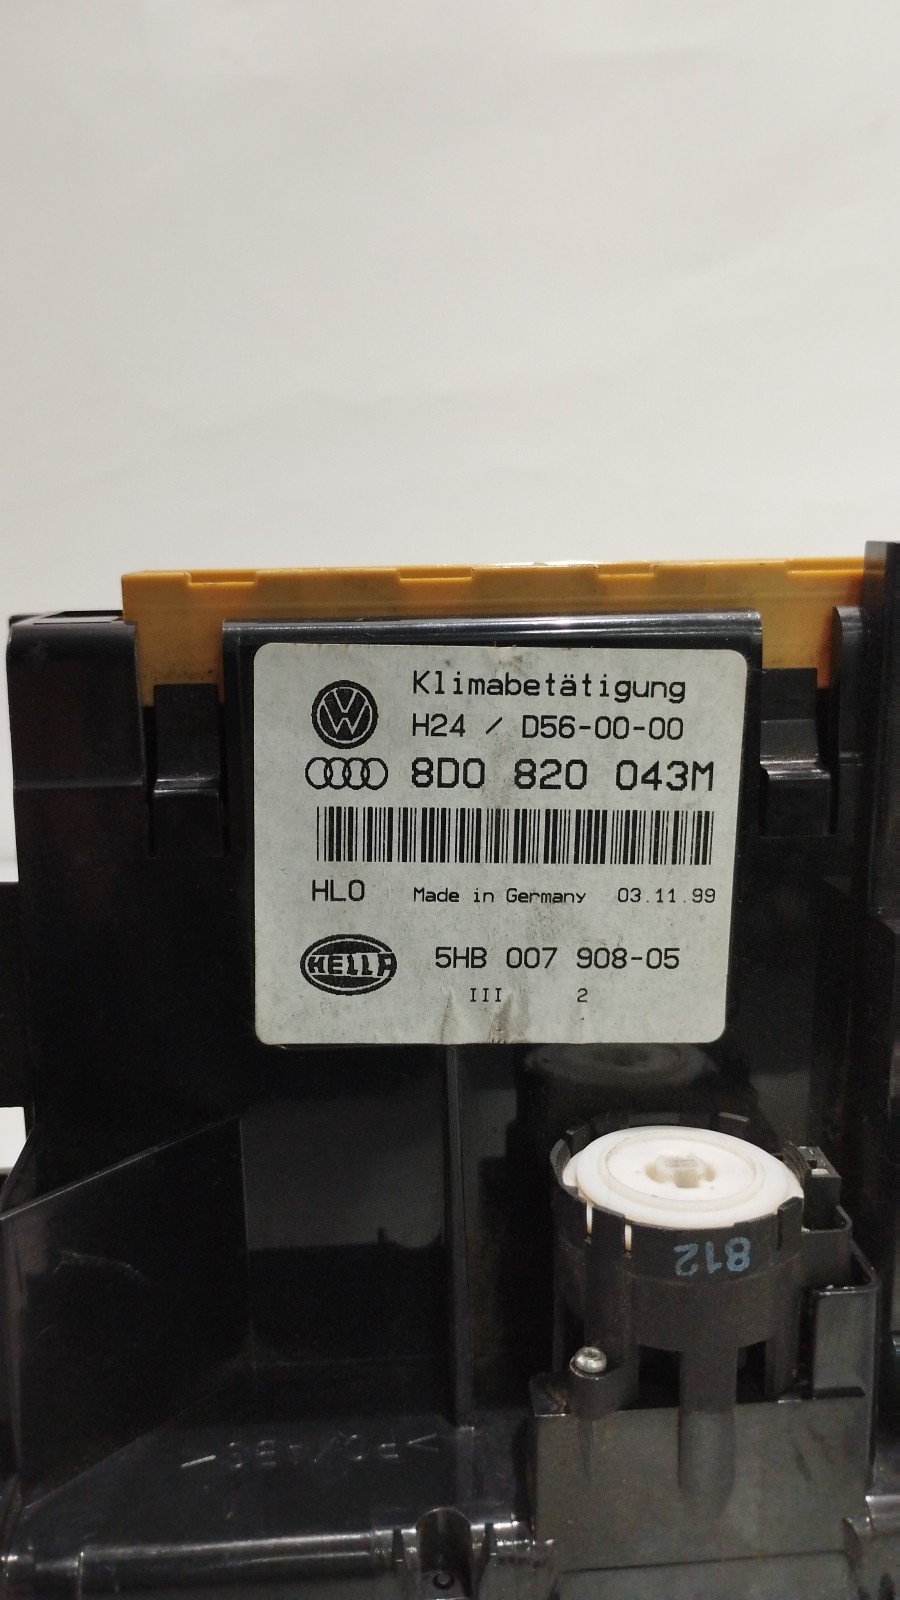 Klimabetätigung
H24 / D56-00-00
8D0 820 043M
HLO Made in Germany 03.11.99
HELLA 5HB 007 908-05
III 2
812